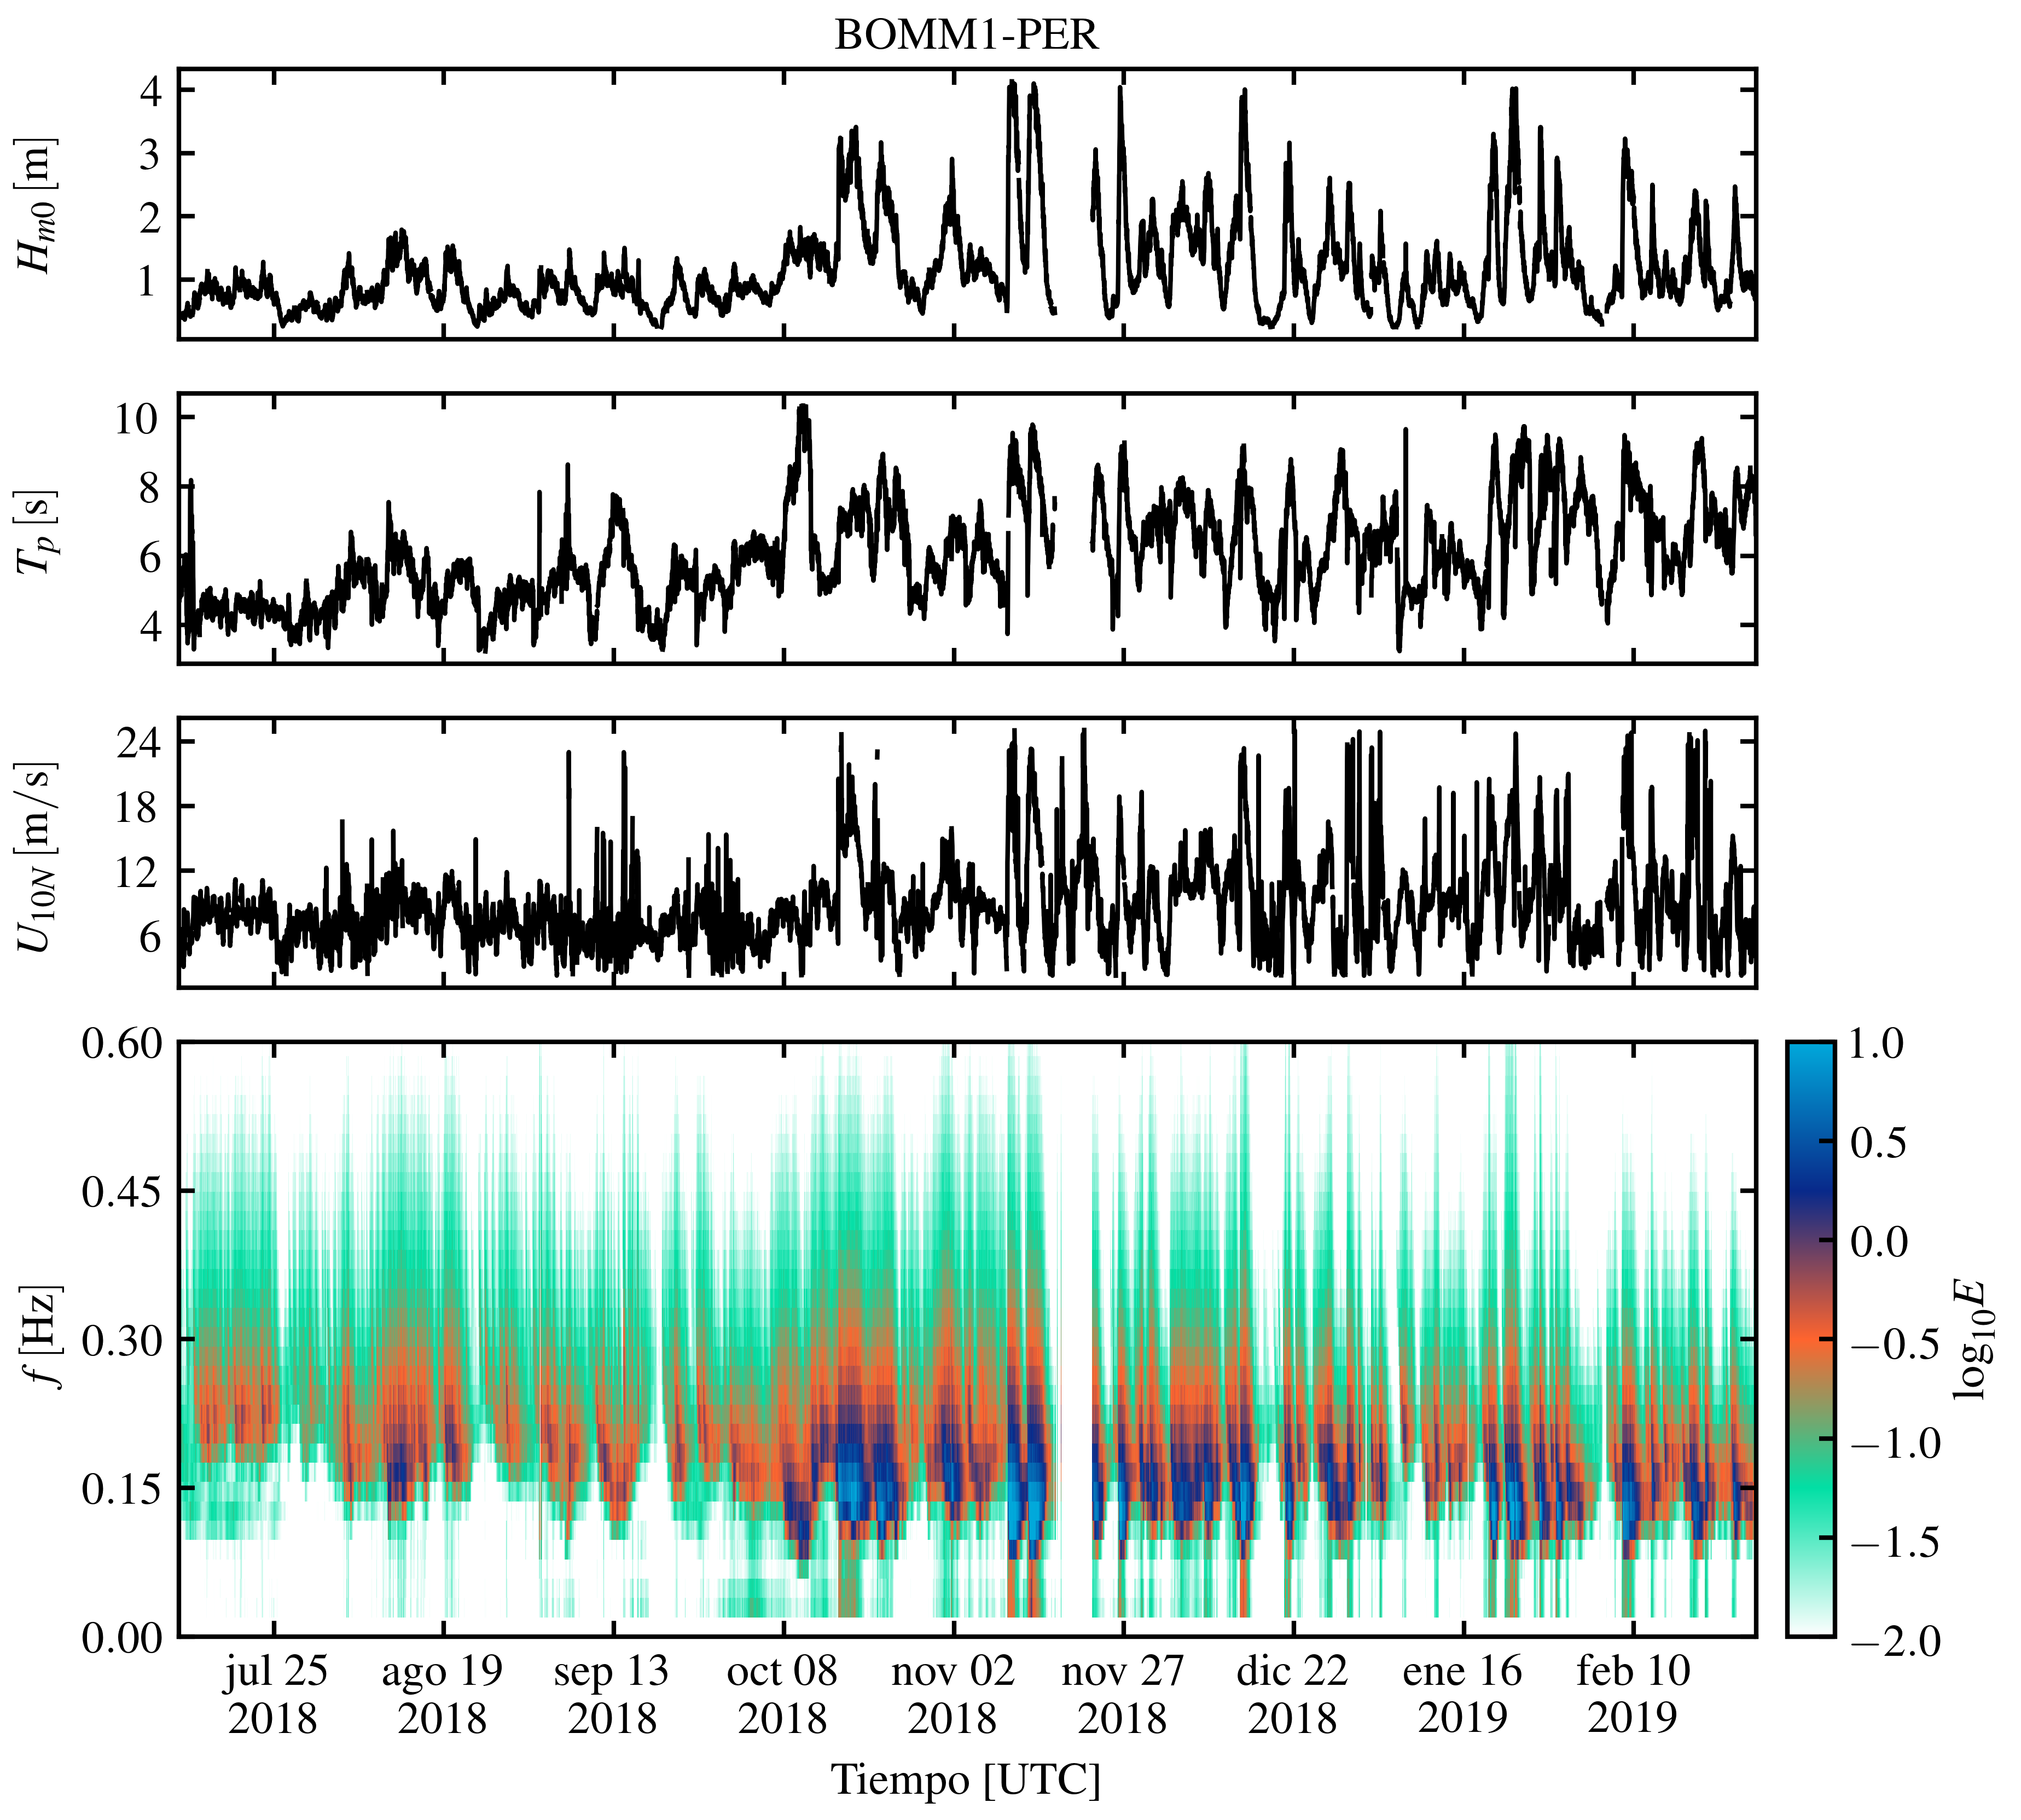 BOMM1-PER
4
3
2
1
H_{m0} [m]
10
8
6
4
T_p [s]
24
18
12
6
U_{10N} [m/s]
0.60
0.45
0.30
0.15
0.00
f [Hz]
1.0
0.5
0.0
−0.5
−1.0
−1.5
−2.0
log_{10}E
jul 25 ago 19 sep 13 oct 08 nov 02 nov 27 dic 22 ene 16 feb 10
2018 2018 2018 2018 2018 2018 2018 2019 2019
Tiempo [UTC]